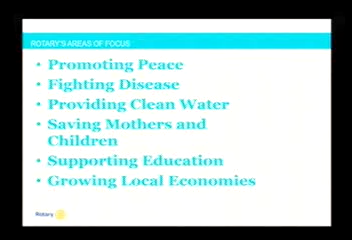 ROTARY'S AREAS OF FOCUS
• Promoting Peace
• Fighting Disease
• Providing Clean Water
• Saving Mothers and
Children
• Supporting Education
• Growing Local Economies
Rotary